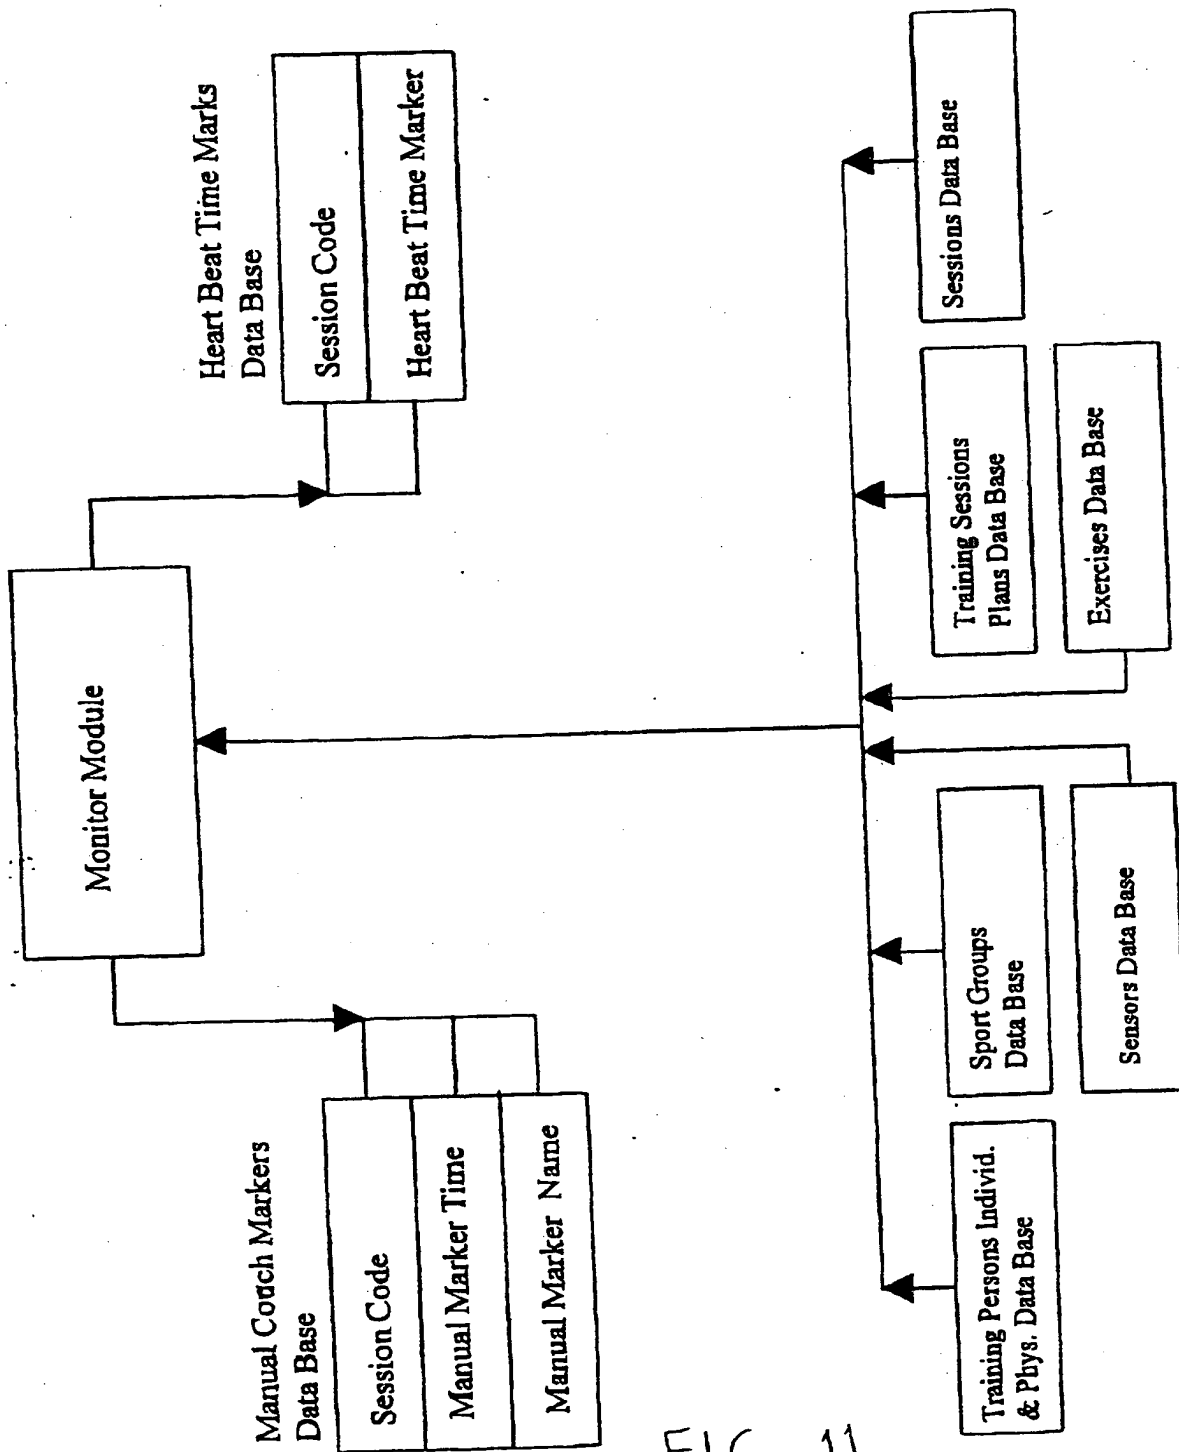 Monitor Module
Manual Couch Markers
Data Base
Session Code
Manual Marker Time
Manual Marker Name
Heart Beat Time Marks
Data Base
Session Code
Heart Beat Time Marker
Training Persons Individ.
& Phys. Data Base
Sport Groups
Data Base
Sensors Data Base
Training Sessions
Plans Data Base
Exercises Data Base
Sessions Data Base
FIG. 11